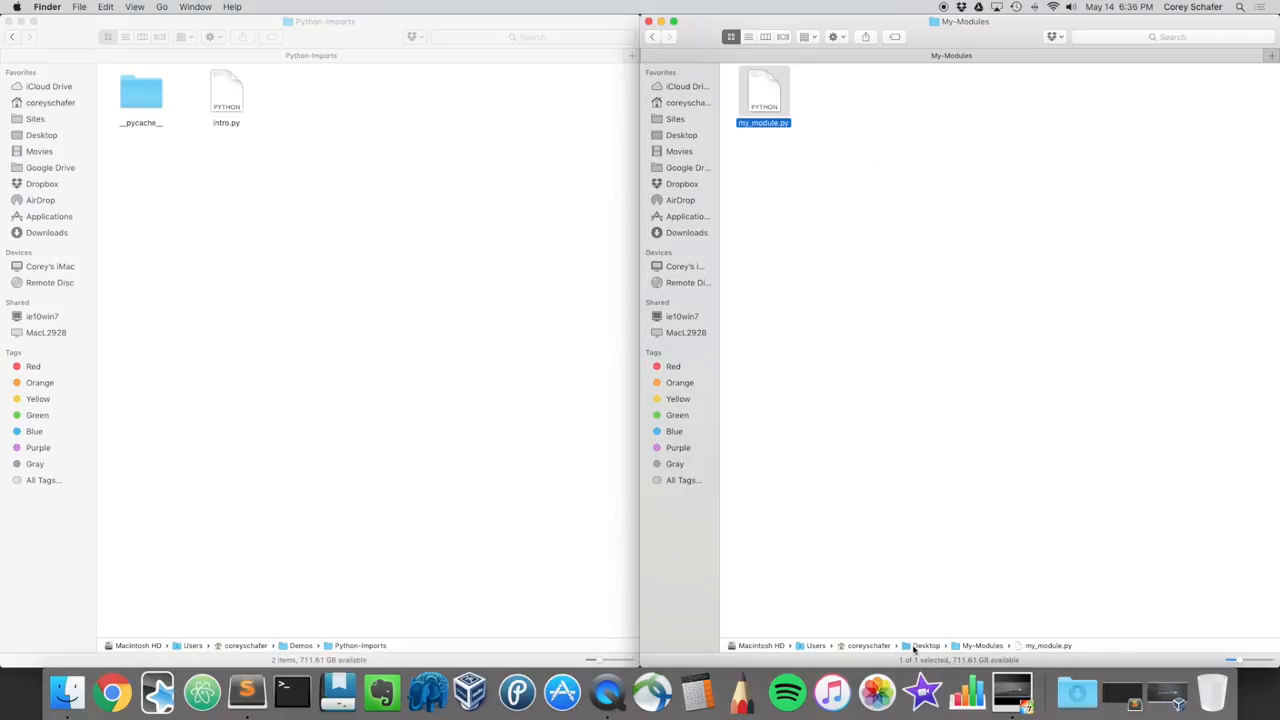 Finder File Edit View Go Window Help
May 14 6:36 PM Corey Schafer
Python-Imports
Search
Python-Imports
Favorites
iCloud Drive
coreyschafer
Sites
Desktop
Movies
Google Drive
Dropbox
AirDrop
Applications
Downloads
Devices
Corey's iMac
Remote Disc
Shared
ie10win7
MacL2928
Tags
Red
Orange
Yellow
Green
Blue
Purple
Gray
All Tags...
PYTHON
__pycache__
intro.py
Macintosh HD Users coreyschafer Demos Python-Imports
2 items, 711.61 GB available
My-Modules
Search
My-Modules
Favorites
iCloud Dri...
coreyscha...
Sites
Desktop
Movies
Google Dr...
Dropbox
AirDrop
Applicatio...
Downloads
Devices
Corey's i...
Remote Di...
Shared
ie10win7
MacL2928
Tags
Red
Orange
Yellow
Green
Blue
Purple
Gray
All Tags...
PYTHON
my_module.py
Macintosh HD Users coreyschafer Desktop My-Modules my_module.py
1 of 1 selected, 711.61 GB available